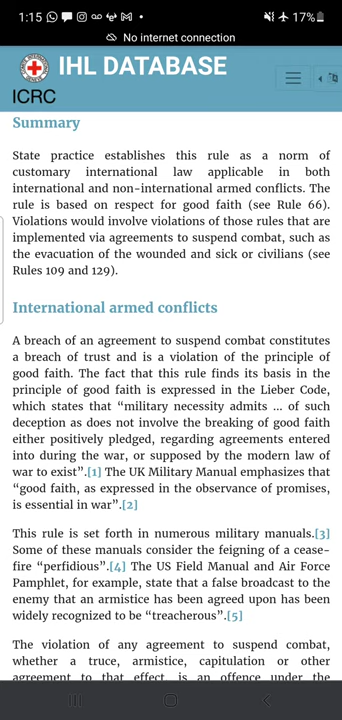 1:15
17%
No internet connection
IHL DATABASE
ICRC
Summary
State practice establishes this rule as a norm of
customary international law applicable in both
international and non-international armed conflicts. The
rule is based on respect for good faith (see Rule 66).
Violations would involve violations of those rules that are
implemented via agreements to suspend combat, such as
the evacuation of the wounded and sick or civilians (see
Rules 109 and 129).
International armed conflicts
A breach of an agreement to suspend combat constitutes
a breach of trust and is a violation of the principle of
good faith. The fact that this rule finds its basis in the
principle of good faith is expressed in the Lieber Code,
which states that “military necessity admits … of such
deception as does not involve the breaking of good faith
either positively pledged, regarding agreements entered
into during the war, or supposed by the modern law of
war to exist”.[1] The UK Military Manual emphasizes that
“good faith, as expressed in the observance of promises,
is essential in war”.[2]
This rule is set forth in numerous military manuals.[3]
Some of these manuals consider the feigning of a cease-
fire “perfidious”.[4] The US Field Manual and Air Force
Pamphlet, for example, state that a false broadcast to the
enemy that an armistice has been agreed upon has been
widely recognized to be “treacherous”.[5]
The violation of any agreement to suspend combat,
whether a truce, armistice, capitulation or other
agreement to that effect, is an offence under the